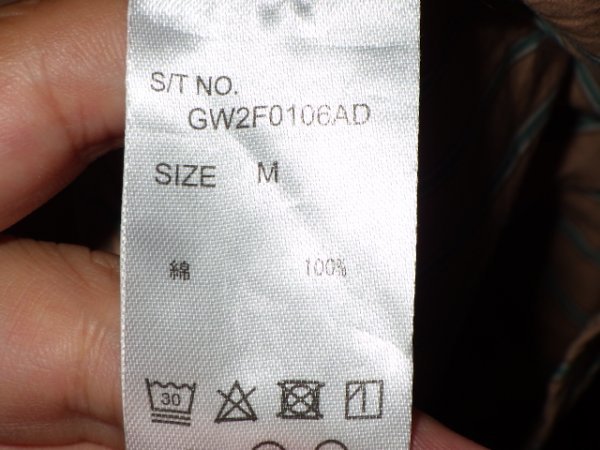 S/T NO.
GW2F0106AD
SIZE M
綿 100%
30